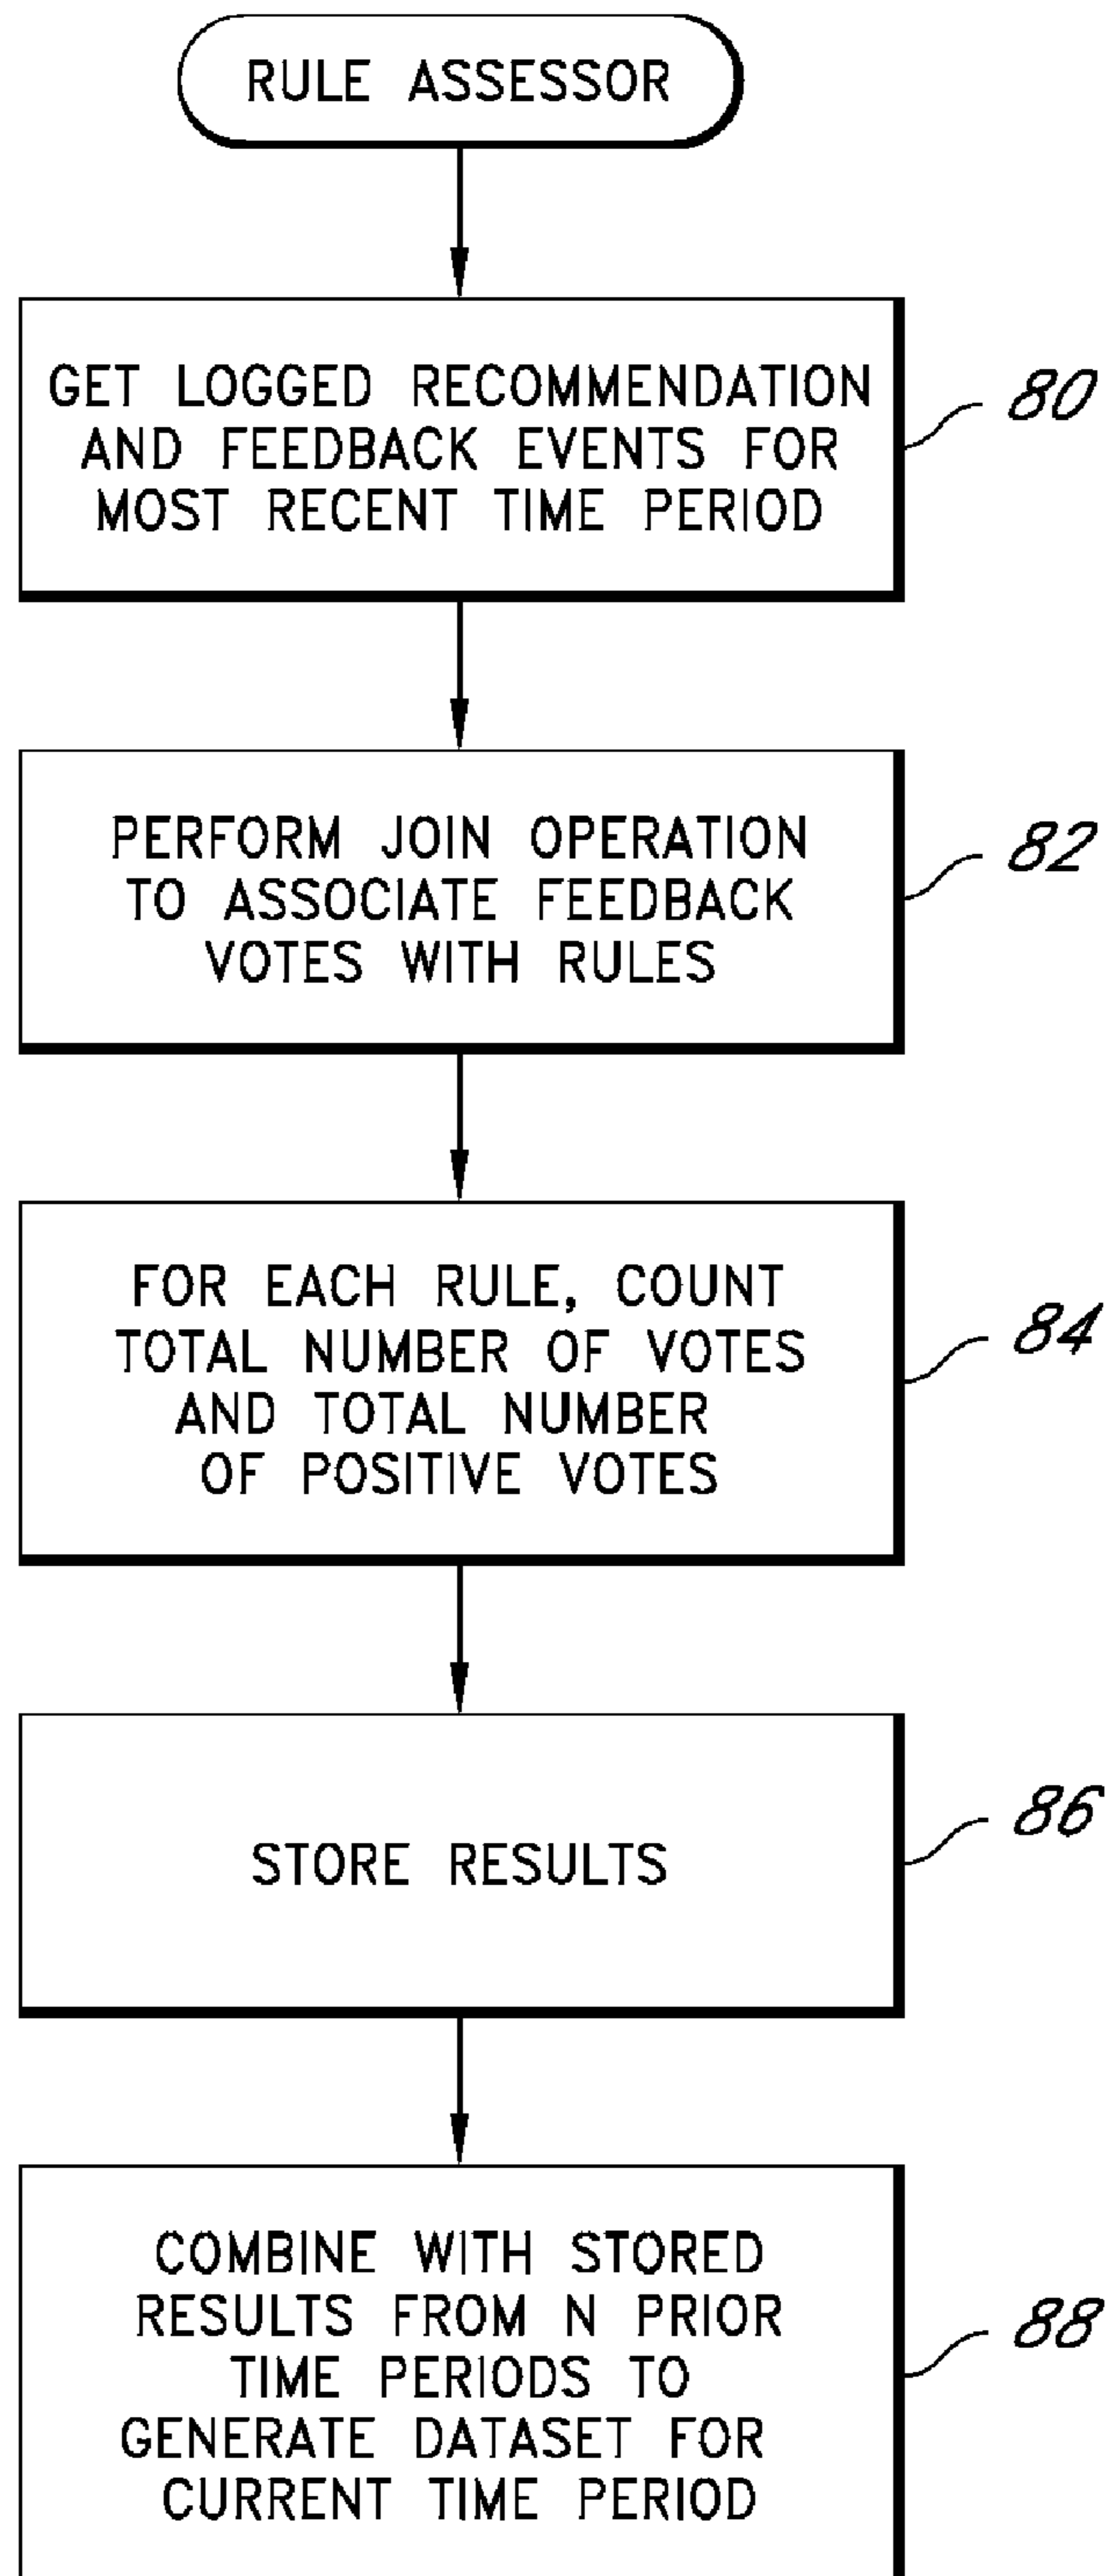 RULE ASSESSOR
GET LOGGED RECOMMENDATION
AND FEEDBACK EVENTS FOR
MOST RECENT TIME PERIOD
80
PERFORM JOIN OPERATION
TO ASSOCIATE FEEDBACK
VOTES WITH RULES
82
FOR EACH RULE, COUNT
TOTAL NUMBER OF VOTES
AND TOTAL NUMBER
OF POSITIVE VOTES
84
STORE RESULTS
86
COMBINE WITH STORED
RESULTS FROM N PRIOR
TIME PERIODS TO
GENERATE DATASET FOR
CURRENT TIME PERIOD
88